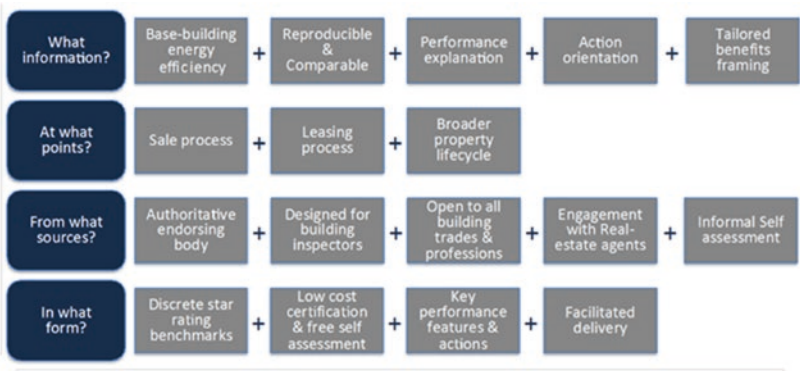 What information?
Base-building energy efficiency
+
Reproducible & Comparable
+
Performance explanation
+
Action orientation
+
Tailored benefits framing
At what points?
Sale process
+
Leasing process
+
Broader property lifecycle
From what sources?
Authoritative endorsing body
+
Designed for building inspectors
+
Open to all building trades & professions
+
Engagement with Real-estate agents
+
Informal Self assessment
In what form?
Discrete star rating benchmarks
+
Low cost certification & free self assessment
+
Key performance features & actions
+
Facilitated delivery